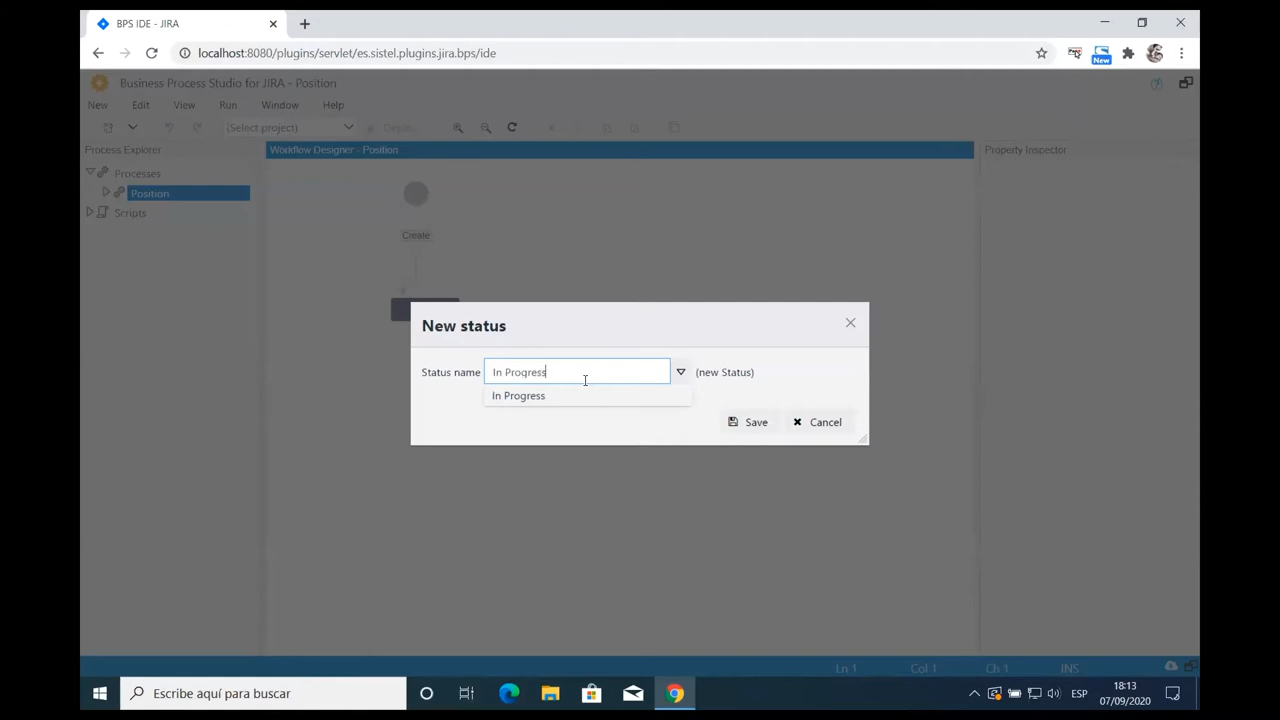 BPS IDE - JIRA
localhost:8080/plugins/servlet/es.sistel.plugins.jira.bps/ide
New
Business Process Studio for JIRA - Position
New Edit View Run Window Help
(Select project)
Process Explorer
Workflow Designer - Position
Property Inspector
Processes
Position
Scripts
Create
New status
Status name In Progress (new Status)
In Progress
Save Cancel
Ln 1 Col 1 Ch 1 INS
Escribe aquí para buscar
ESP
18:13
07/09/2020